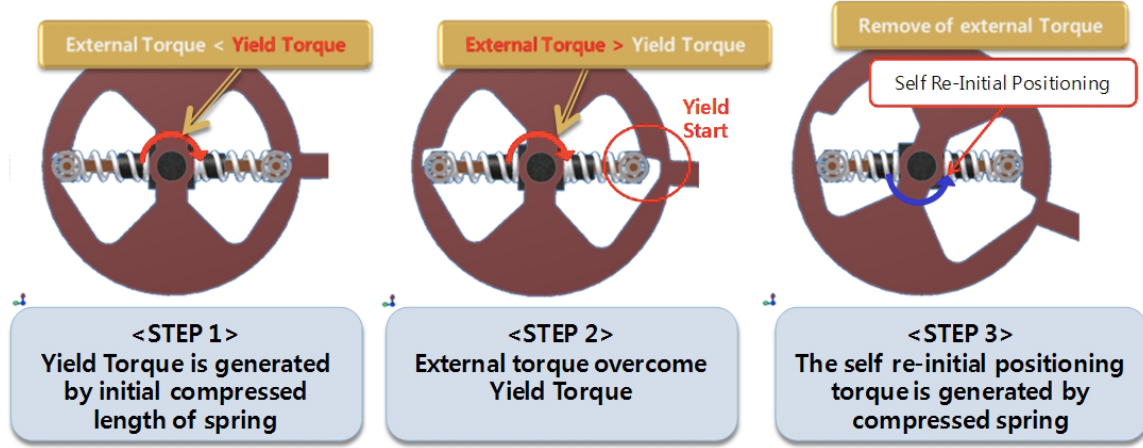 External Torque < Yield Torque
External Torque > Yield Torque
Remove of external Torque
Self Re-Initial Positioning
Yield
Start
<STEP 1>
Yield Torque is generated
by initial compressed
length of spring
<STEP 2>
External torque overcome
Yield Torque
<STEP 3>
The self re-initial positioning
torque is generated by
compressed spring